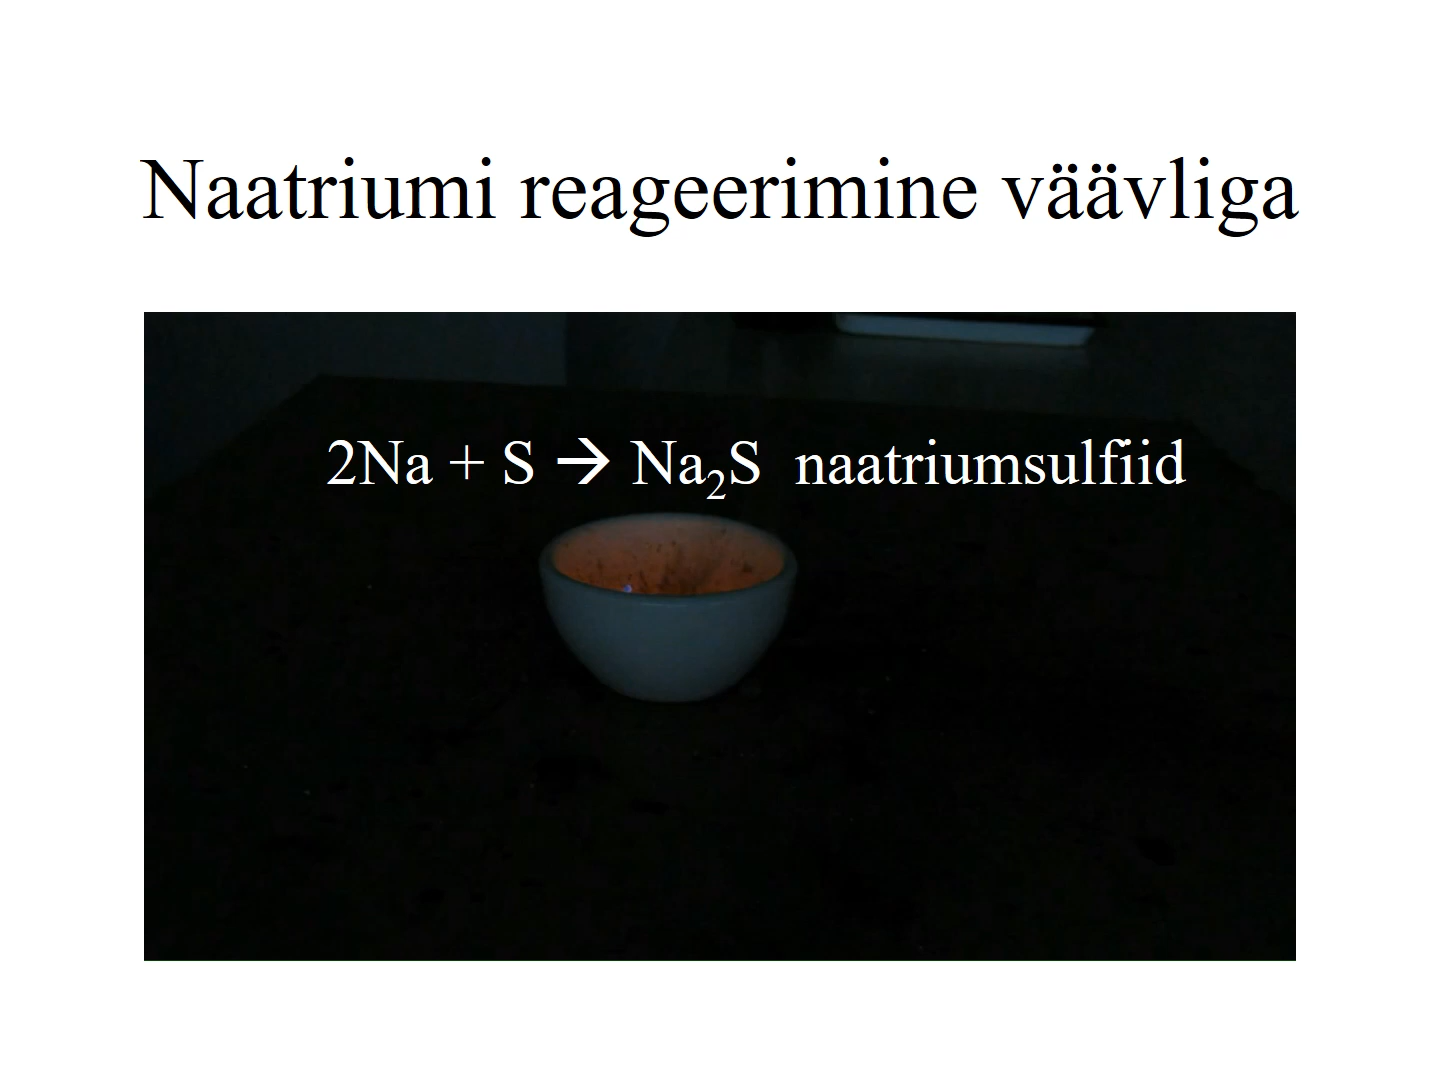 Naatriumi reageerimine väävliga
2Na + S → Na₂S naatriumsulfiid